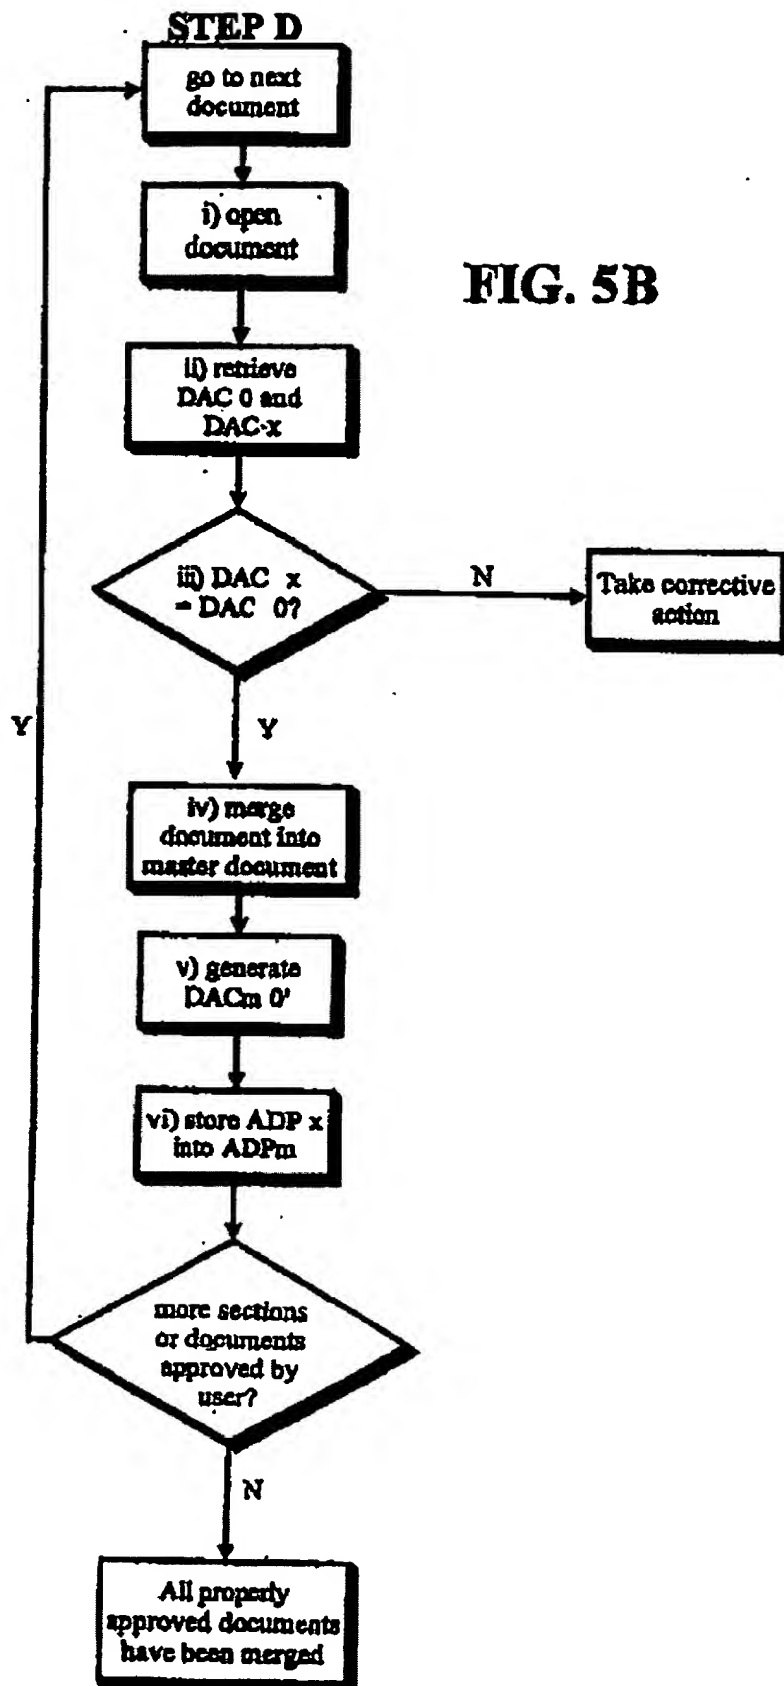 STEP D
go to next
document
i) open
document
FIG. 5B
ii) retrieve
DAC 0 and
DAC-x
iii) DAC x
= DAC 0?
N
Take corrective
action
Y
Y
iv) merge
document into
master document
v) generate
DACm 0'
vi) store ADP x
into ADPm
more sections
or documents
approved by
user?
N
All properly
approved documents
have been merged